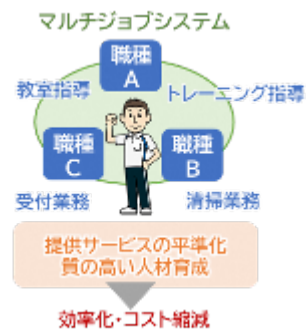 マルチジョブシステム
職種
A
教室指導
トレーニング指導
職種
C
職種
B
受付業務
清掃業務
提供サービスの平準化
質の高い人材育成
効率化・コスト縮減